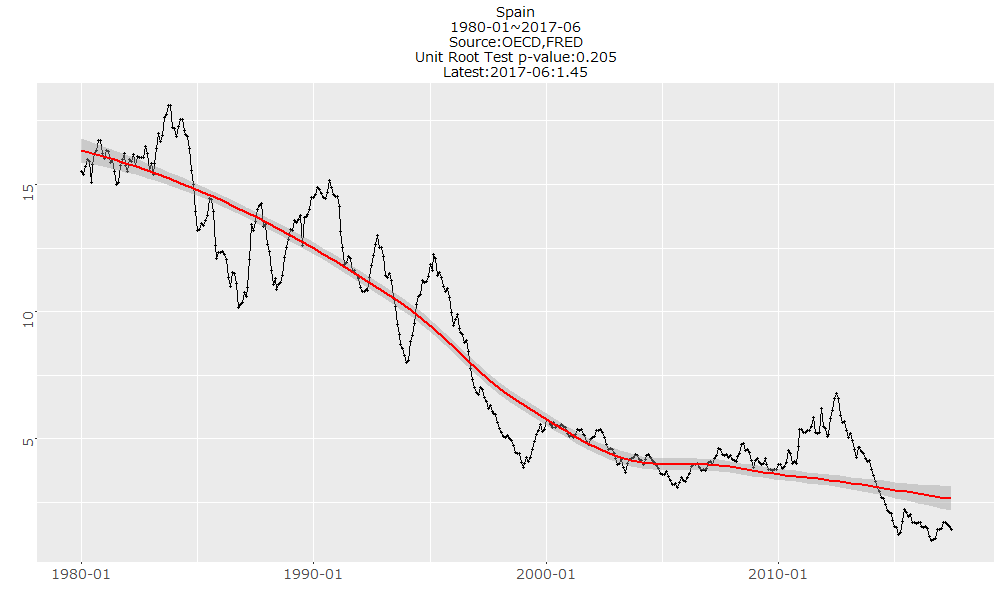 Spain
1980-01~2017-06
Source:OECD,FRED
Unit Root Test p-value:0.205
Latest:2017-06:1.45
15
10
5
1980-01
1990-01
2000-01
2010-01